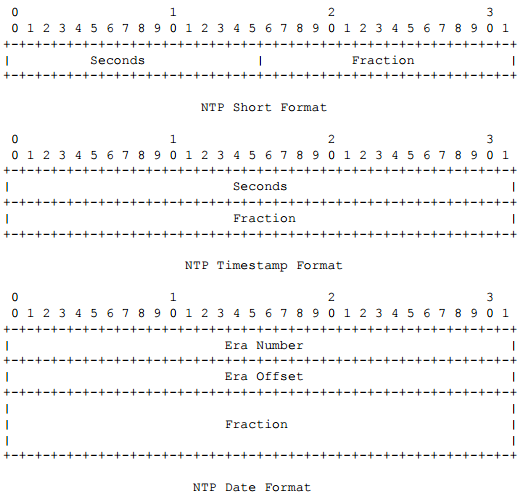 0                   1                   2                   3
 0 1 2 3 4 5 6 7 8 9 0 1 2 3 4 5 6 7 8 9 0 1 2 3 4 5 6 7 8 9 0 1
+-+-+-+-+-+-+-+-+-+-+-+-+-+-+-+-+-+-+-+-+-+-+-+-+-+-+-+-+-+-+-+-+
|          Seconds              |           Fraction            |
+-+-+-+-+-+-+-+-+-+-+-+-+-+-+-+-+-+-+-+-+-+-+-+-+-+-+-+-+-+-+-+-+
NTP Short Format
 0                   1                   2                   3
 0 1 2 3 4 5 6 7 8 9 0 1 2 3 4 5 6 7 8 9 0 1 2 3 4 5 6 7 8 9 0 1
+-+-+-+-+-+-+-+-+-+-+-+-+-+-+-+-+-+-+-+-+-+-+-+-+-+-+-+-+-+-+-+-+
|                            Seconds                            |
+-+-+-+-+-+-+-+-+-+-+-+-+-+-+-+-+-+-+-+-+-+-+-+-+-+-+-+-+-+-+-+-+
|                            Fraction                           |
+-+-+-+-+-+-+-+-+-+-+-+-+-+-+-+-+-+-+-+-+-+-+-+-+-+-+-+-+-+-+-+-+
NTP Timestamp Format
 0                   1                   2                   3
 0 1 2 3 4 5 6 7 8 9 0 1 2 3 4 5 6 7 8 9 0 1 2 3 4 5 6 7 8 9 0 1
+-+-+-+-+-+-+-+-+-+-+-+-+-+-+-+-+-+-+-+-+-+-+-+-+-+-+-+-+-+-+-+-+
|                           Era Number                          |
+-+-+-+-+-+-+-+-+-+-+-+-+-+-+-+-+-+-+-+-+-+-+-+-+-+-+-+-+-+-+-+-+
|                           Era Offset                          |
+-+-+-+-+-+-+-+-+-+-+-+-+-+-+-+-+-+-+-+-+-+-+-+-+-+-+-+-+-+-+-+-+
|                                                               |
|                           Fraction                            |
|                                                               |
+-+-+-+-+-+-+-+-+-+-+-+-+-+-+-+-+-+-+-+-+-+-+-+-+-+-+-+-+-+-+-+-+
NTP Date Format